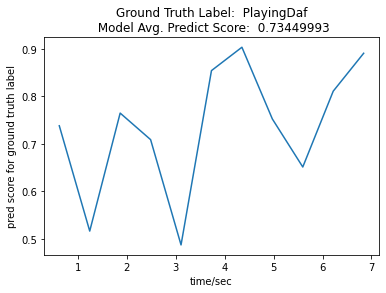 Ground Truth Label:  PlayingDaf
Model Avg. Predict Score:  0.73449993
pred score for ground truth label
0.9
0.8
0.7
0.6
0.5
1 2 3 4 5 6 7
time/sec